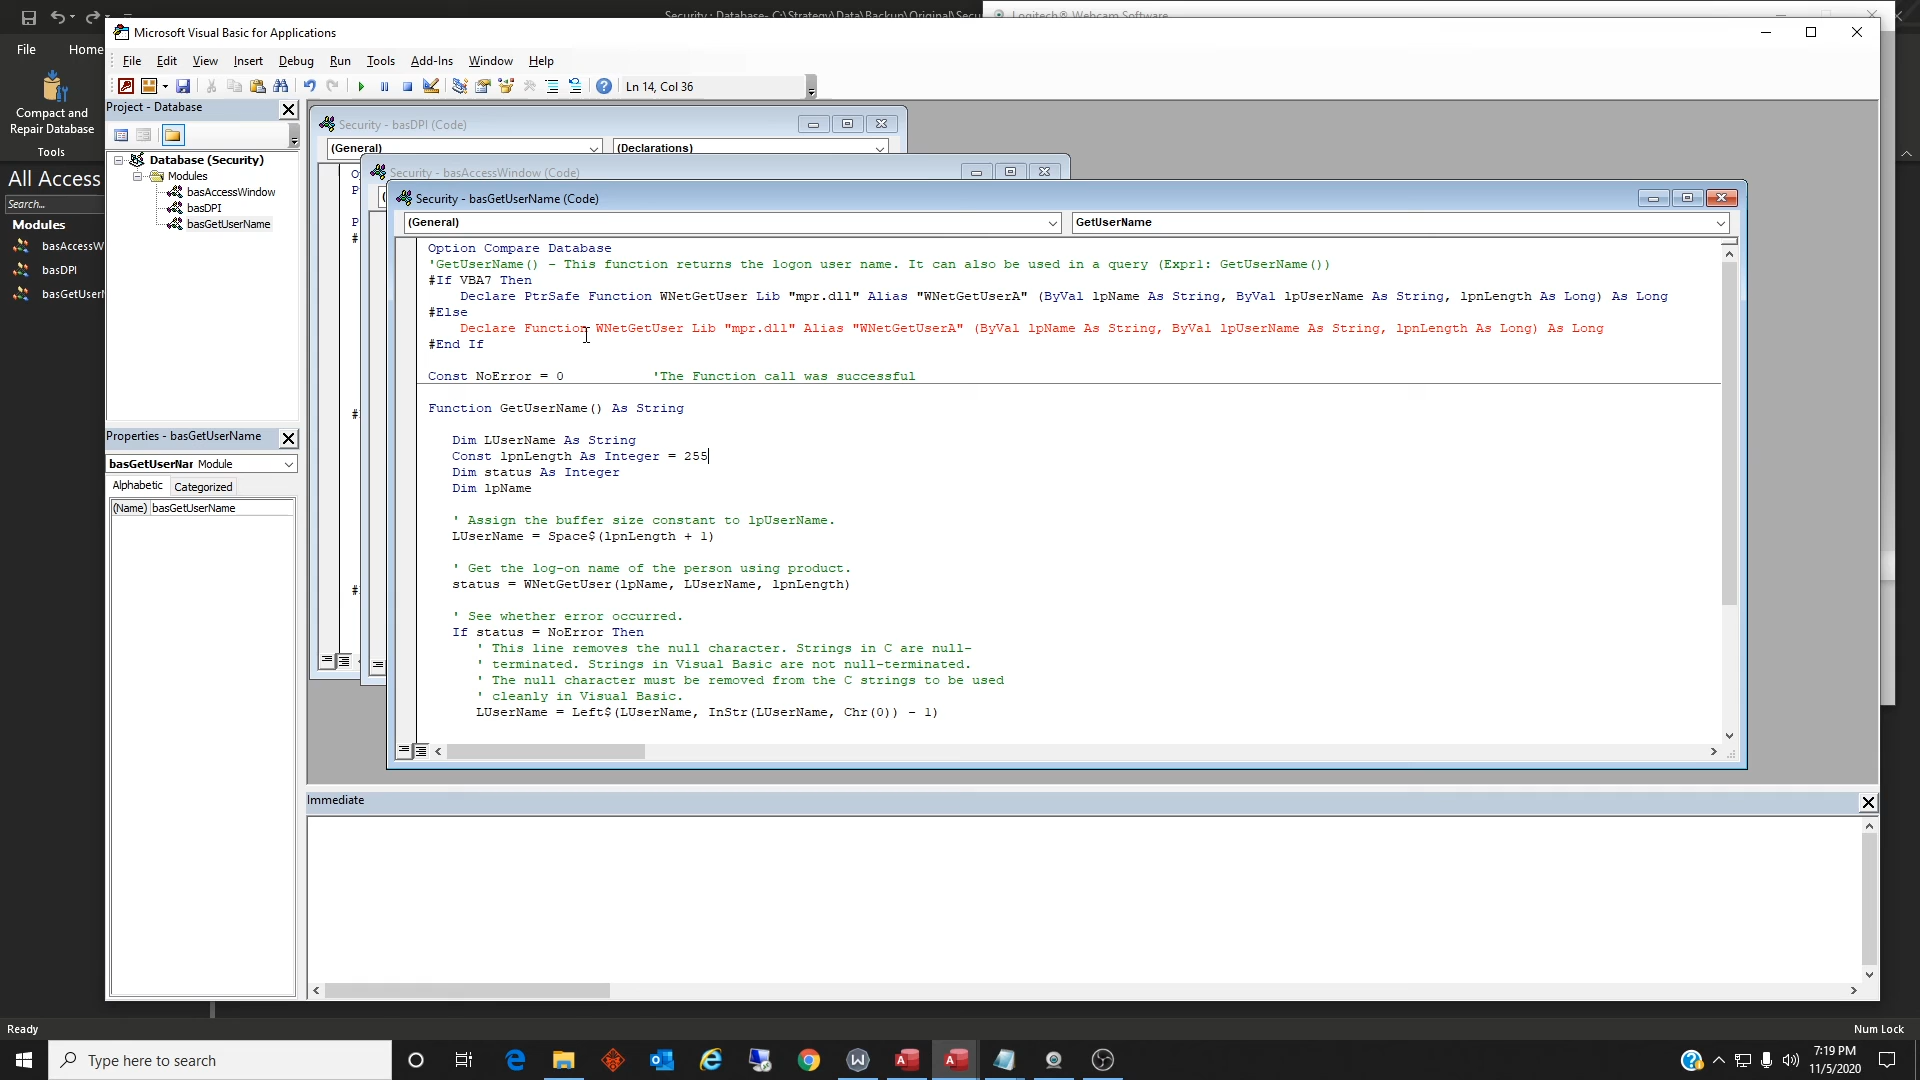 Security : Database- C:\Strategy\Data\Backup\Original\Secu
Logitech® Webcam Software
File
Home
Compact and
Repair Database
Tools
All Access
Search...
Modules
basAccessW
basDPI
basGetUserN
Microsoft Visual Basic for Applications
File Edit View Insert Debug Run Tools Add-Ins Window Help
Ln 14, Col 36
Project - Database
Database (Security)
Modules
basAccessWindow
basDPI
basGetUserName
Properties - basGetUserName
basGetUserNar Module
Alphabetic Categorized
(Name) basGetUserName
Security - basDPI (Code)
(General) (Declarations)
Security - basAccessWindow (Code)
Security - basGetUserName (Code)
(General) GetUserName
Option Compare Database
'GetUserName() - This function returns the logon user name. It can also be used in a query (Expr1: GetUserName())
#If VBA7 Then
Declare PtrSafe Function WNetGetUser Lib "mpr.dll" Alias "WNetGetUserA" (ByVal lpName As String, ByVal lpUserName As String, lpnLength As Long) As Long
#Else
Declare Function WNetGetUser Lib "mpr.dll" Alias "WNetGetUserA" (ByVal lpName As String, ByVal lpUserName As String, lpnLength As Long) As Long
#End If
Const NoError = 0 'The Function call was successful
Function GetUserName() As String
Dim LUserName As String
Const lpnLength As Integer = 255
Dim status As Integer
Dim lpName
' Assign the buffer size constant to lpUserName.
LUserName = Space$(lpnLength + 1)
' Get the log-on name of the person using product.
status = WNetGetUser(lpName, LUserName, lpnLength)
' See whether error occurred.
If status = NoError Then
' This line removes the null character. Strings in C are null-
' terminated. Strings in Visual Basic are not null-terminated.
' The null character must be removed from the C strings to be used
' cleanly in Visual Basic.
LUserName = Left$(LUserName, InStr(LUserName, Chr(0)) - 1)
Immediate
Ready
Num Lock
Type here to search
7:19 PM
11/5/2020